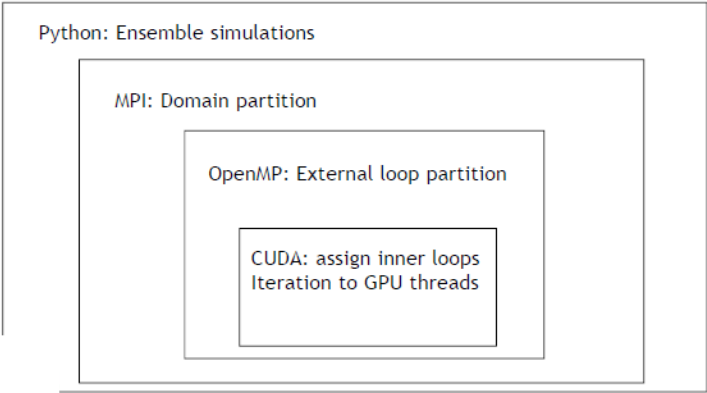 Python: Ensemble simulations
MPI: Domain partition
OpenMP: External loop partition
CUDA: assign inner loops
Iteration to GPU threads